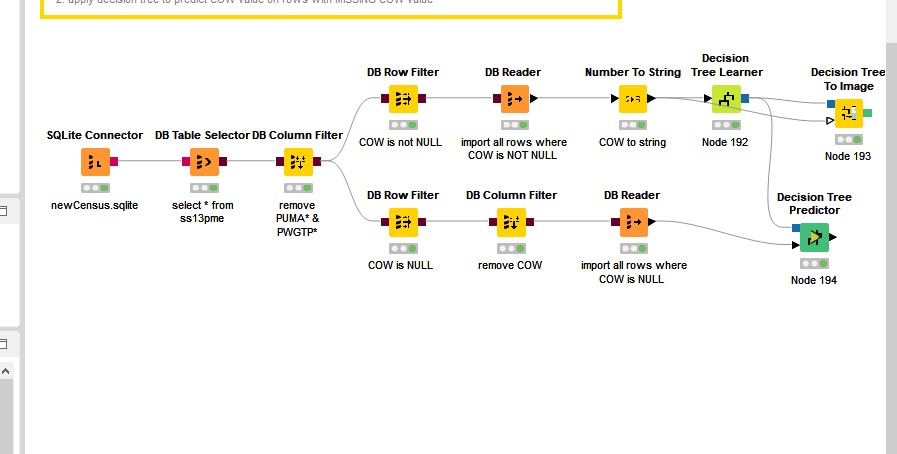 2. apply decision tree to predict COW value on rows with MISSING COW value
DB Row Filter
COW is not NULL
DB Reader
import all rows where
COW is NOT NULL
Number To String
COW to string
Decision
Tree Learner
Node 192
Decision Tree
To Image
Node 193
SQLite Connector
newCensus.sqlite
DB Table Selector
select * from
ss13pme
DB Column Filter
remove
PUMA* &
PWGTP*
DB Row Filter
COW is NULL
DB Column Filter
remove COW
DB Reader
import all rows where
COW is NULL
Decision Tree
Predictor
Node 194